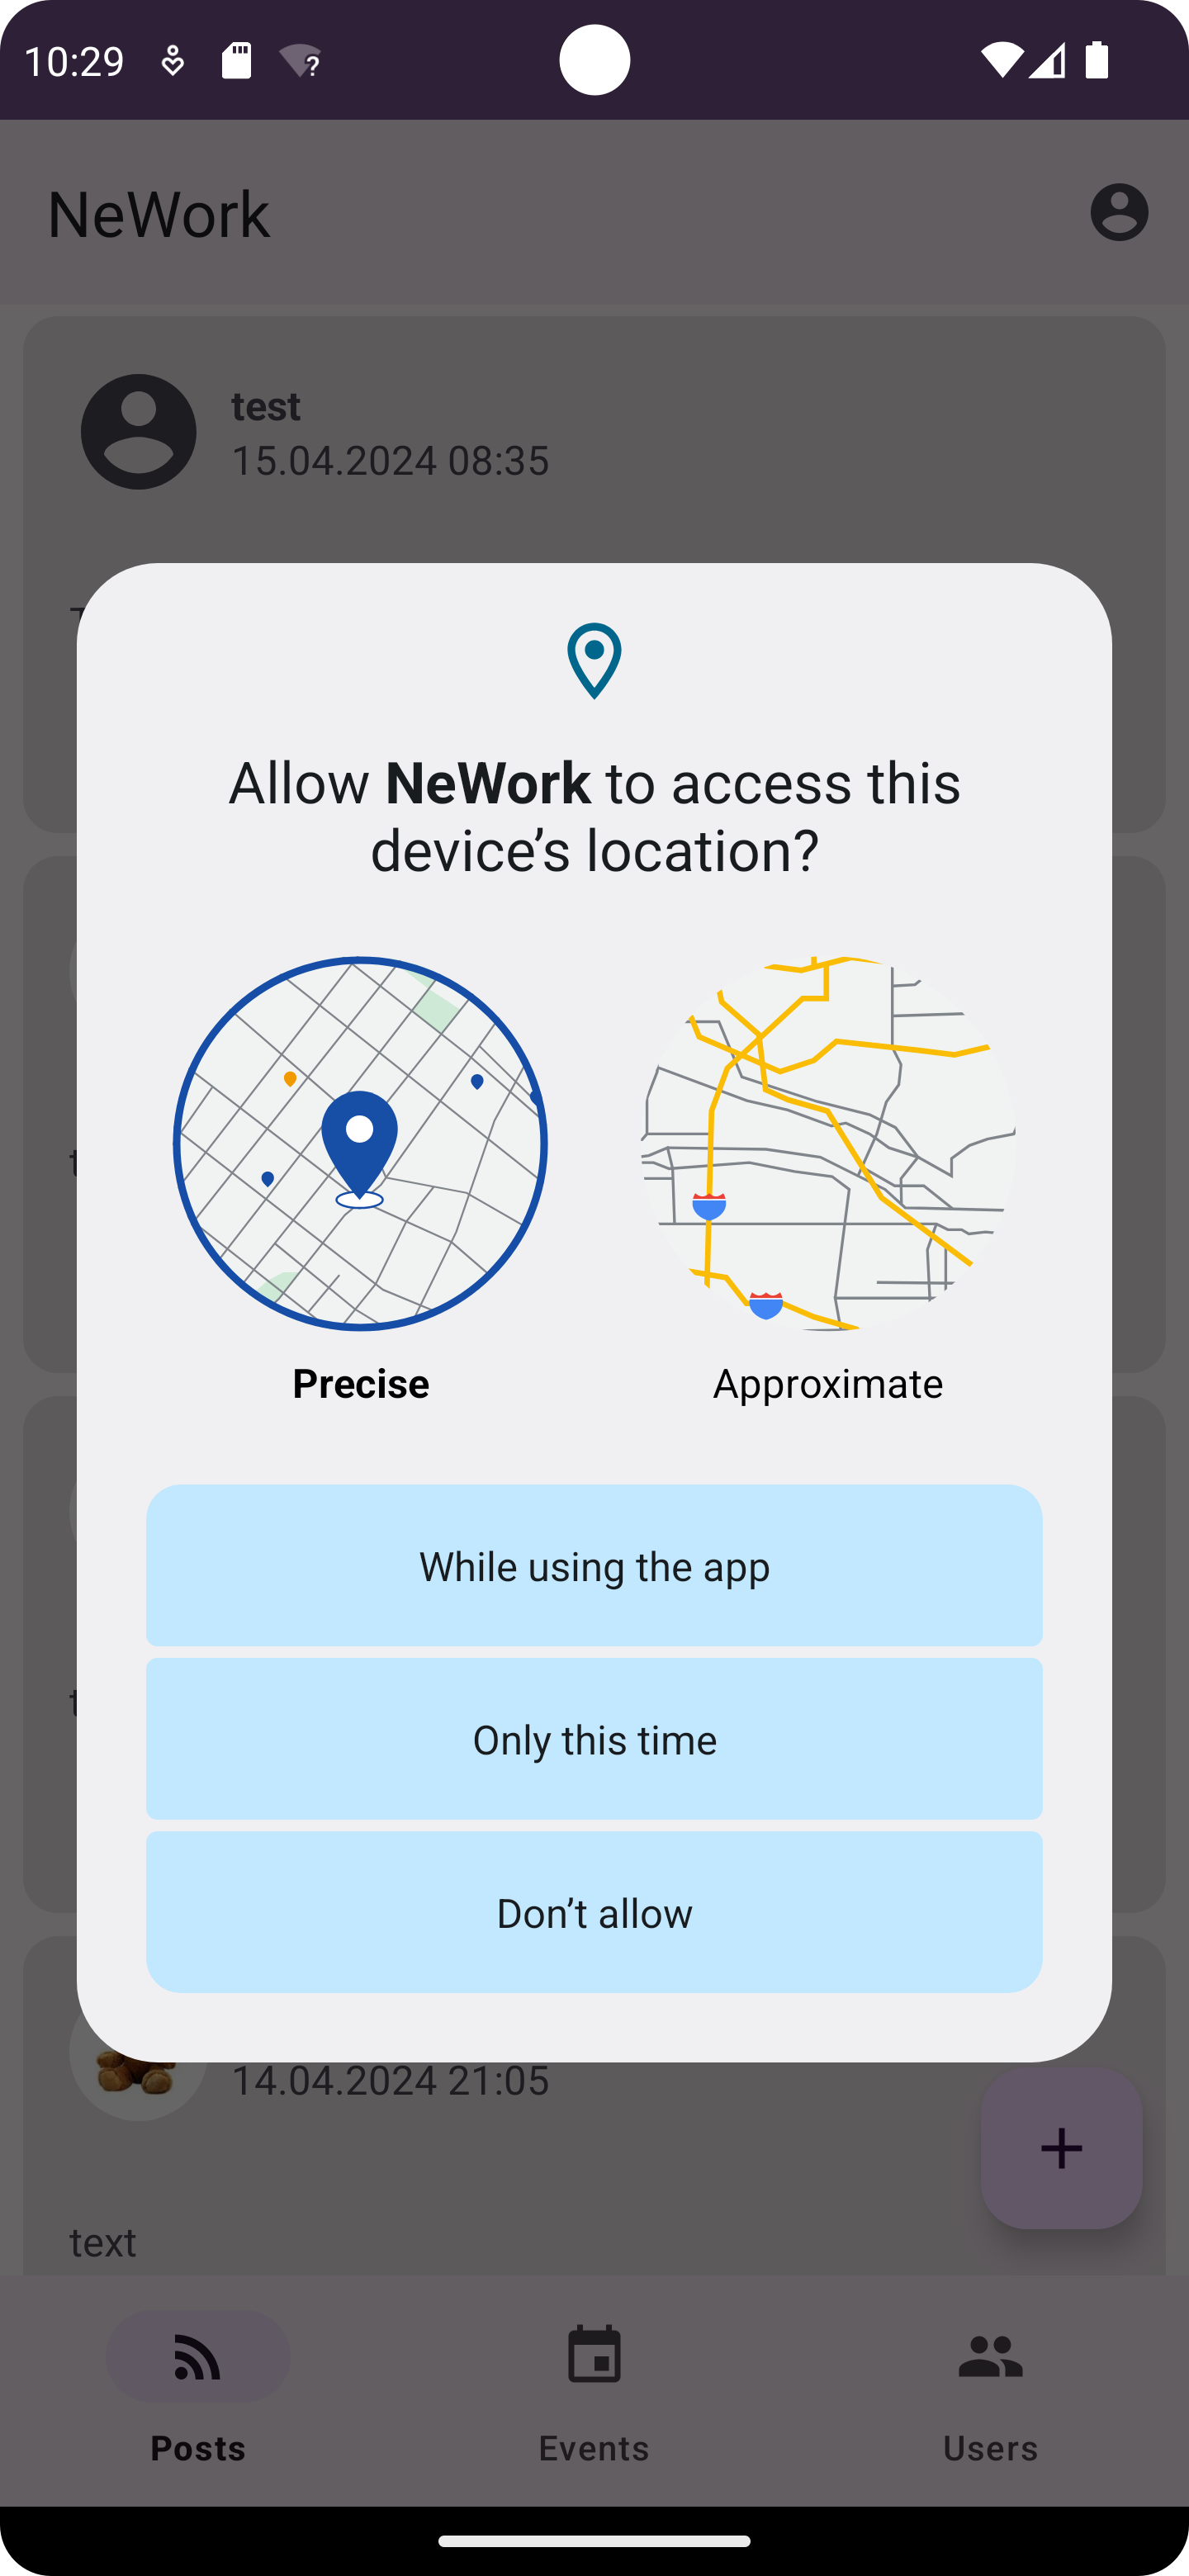 10:29
NeWork
test
15.04.2024 08:35
Allow NeWork to access this
device’s location?
Precise
Approximate
While using the app
Only this time
Don’t allow
14.04.2024 21:05
text
Posts
Events
Users